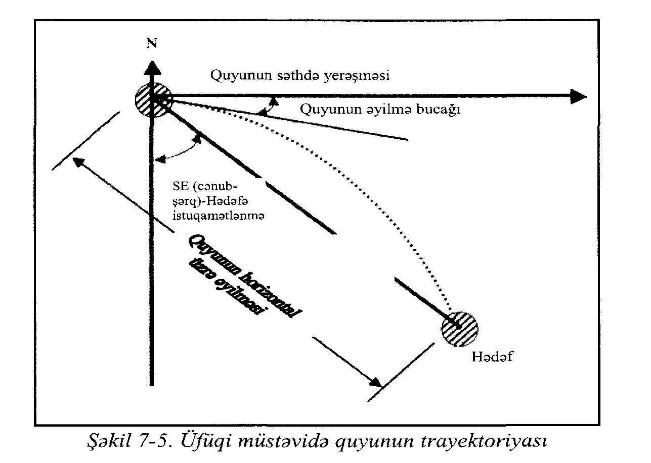 N
Quyunun səthdə yerəşməsi
Quyunun əyilmə bucağı
SE (cənub-
şərq)-Hədəfə
istuqamətlənmə
Quyunun horizontal
üzrə əyilməsi
Hədəf
Şəkil 7-5. Üfüqi müstəvidə quyunun trayektoriyası